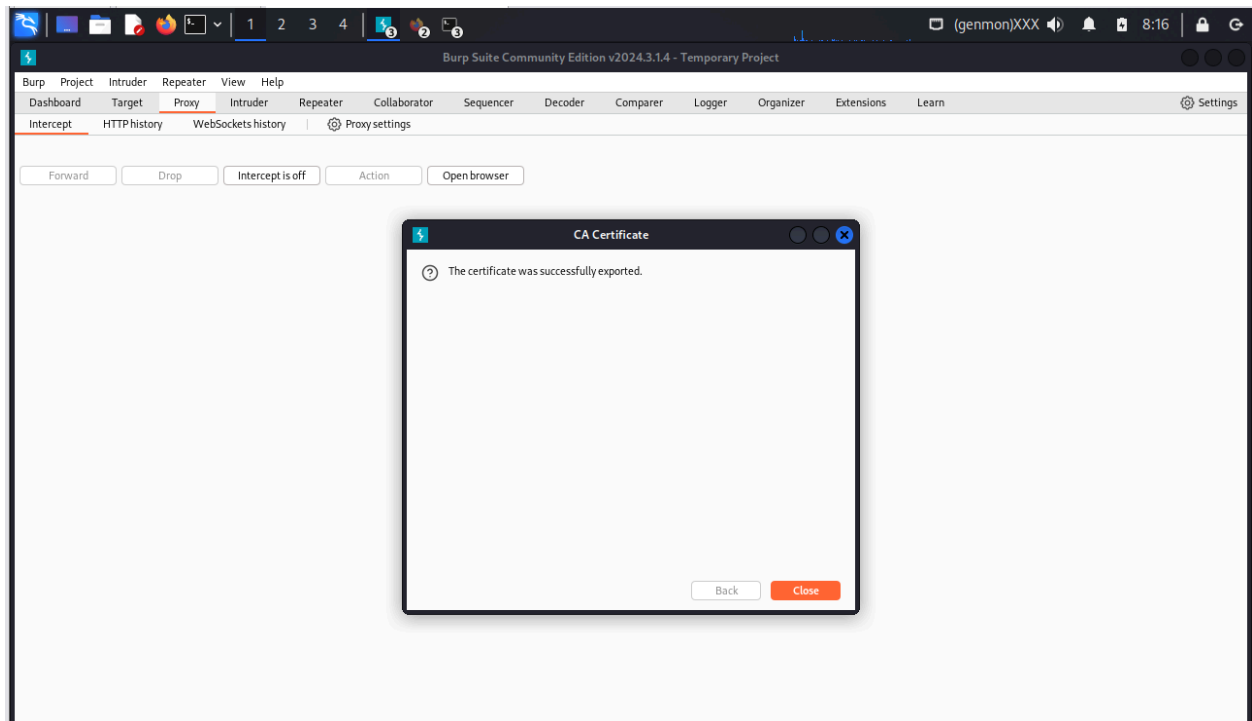 1 2 3 4 3 2 3 (genmon)XXX 8:16
Burp Suite Community Edition v2024.3.1.4 - Temporary Project
Burp Project Intruder Repeater View Help
Dashboard Target Proxy Intruder Repeater Collaborator Sequencer Decoder Comparer Logger Organizer Extensions Learn Settings
Intercept HTTP history WebSockets history Proxy settings
Forward Drop Intercept is off Action Open browser
CA Certificate
The certificate was successfully exported.
Back Close